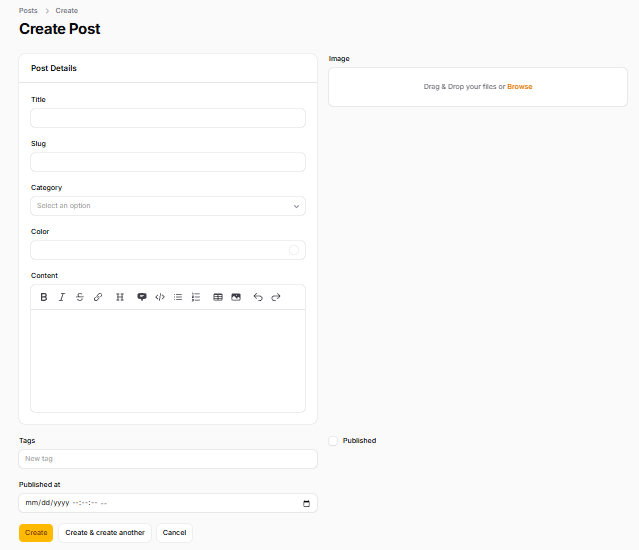 Posts > Create
Create Post
Post Details
Title
Slug
Category
Select an option
Color
Content
B I S H
Image
Drag & Drop your files or Browse
Tags
New tag
Published
Published at
mm/dd/yyyy --:--:-- --
Create Create & create another Cancel